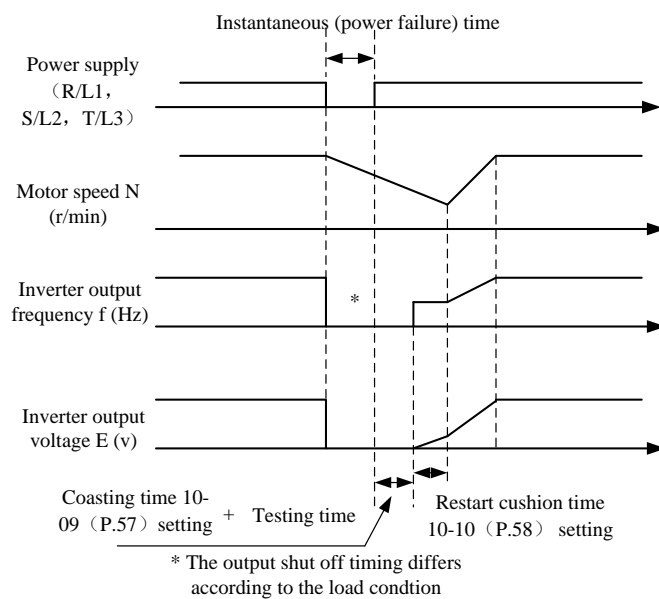 Instantaneous (power failure) time
Power supply
（R/L1，
S/L2，T/L3）
Motor speed N
(r/min)
Inverter output
frequency f (Hz)
*
Inverter output
voltage E (v)
Coasting time 10-
09（P.57）setting
+ Testing time
Restart cushion time
10-10（P.58） setting
* The output shut off timing differs
according to the load condtion